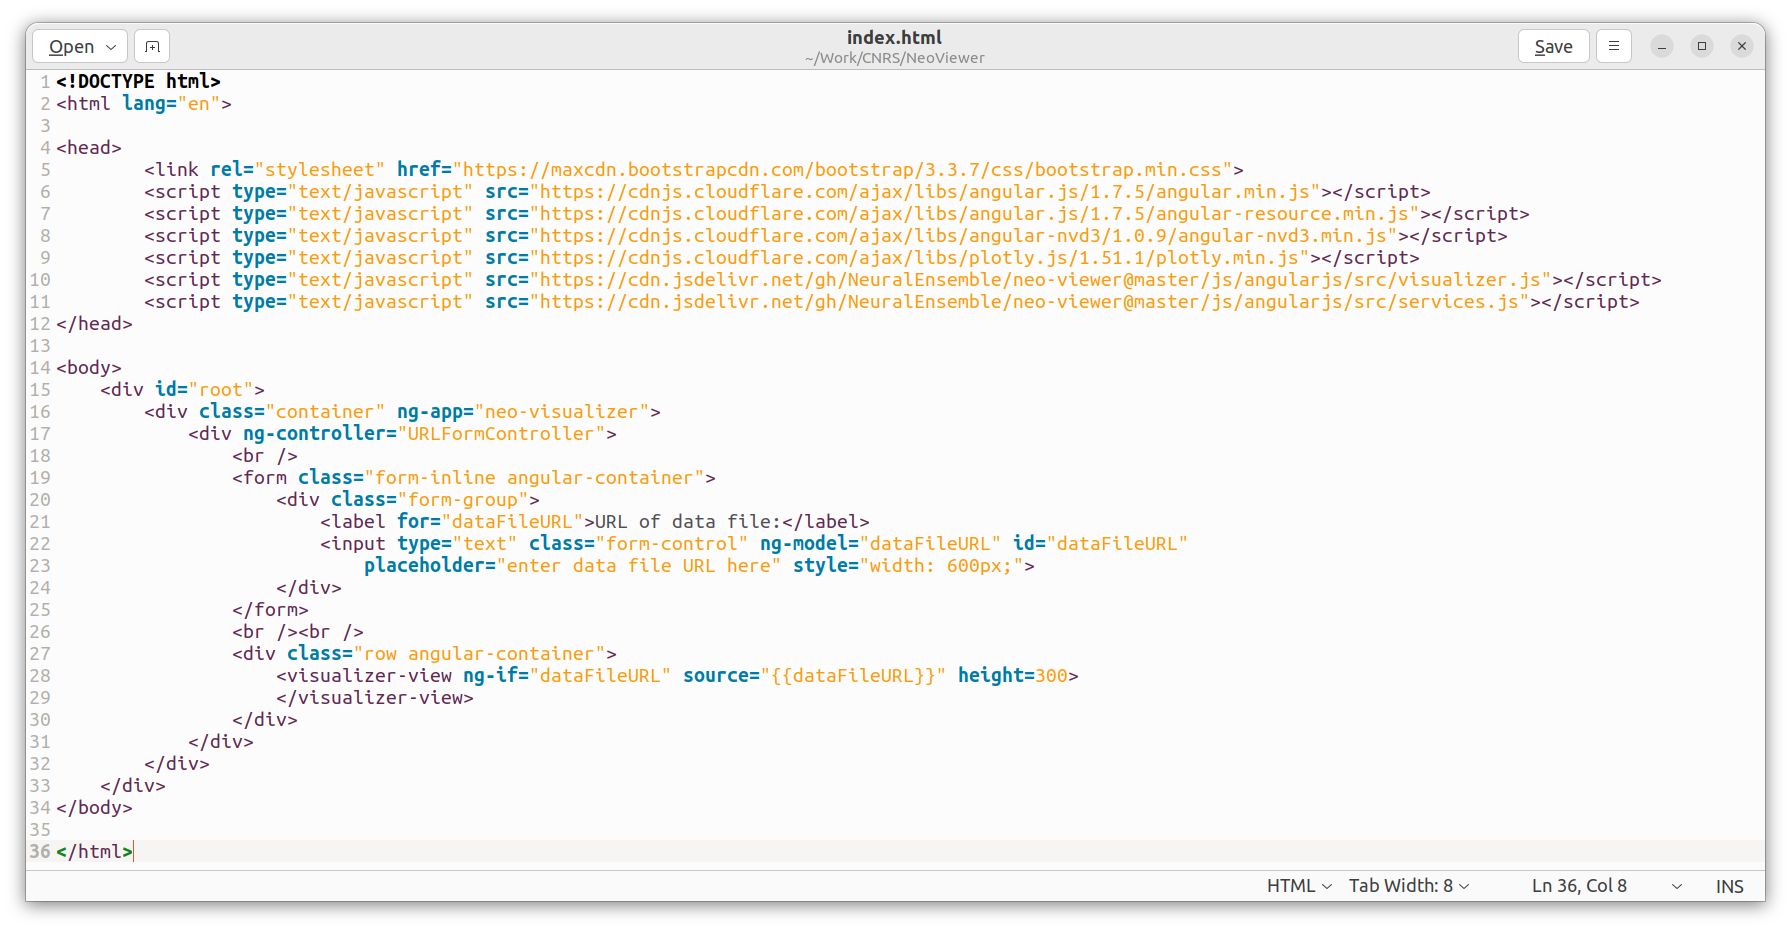 Open
index.html
~/Work/CNRS/NeoViewer
Save
1 <!DOCTYPE html>
2 <html lang="en">
3
4 <head>
5         <link rel="stylesheet" href="https://maxcdn.bootstrapcdn.com/bootstrap/3.3.7/css/bootstrap.min.css">
6         <script type="text/javascript" src="https://cdnjs.cloudflare.com/ajax/libs/angular.js/1.7.5/angular.min.js"></script>
7         <script type="text/javascript" src="https://cdnjs.cloudflare.com/ajax/libs/angular.js/1.7.5/angular-resource.min.js"></script>
8         <script type="text/javascript" src="https://cdnjs.cloudflare.com/ajax/libs/angular-nvd3/1.0.9/angular-nvd3.min.js"></script>
9         <script type="text/javascript" src="https://cdnjs.cloudflare.com/ajax/libs/plotly.js/1.51.1/plotly.min.js"></script>
10         <script type="text/javascript" src="https://cdn.jsdelivr.net/gh/NeuralEnsemble/neo-viewer@master/js/angularjs/src/visualizer.js"></script>
11         <script type="text/javascript" src="https://cdn.jsdelivr.net/gh/NeuralEnsemble/neo-viewer@master/js/angularjs/src/services.js"></script>
12 </head>
13
14 <body>
15     <div id="root">
16         <div class="container" ng-app="neo-visualizer">
17             <div ng-controller="URLFormController">
18                 <br />
19                 <form class="form-inline angular-container">
20                     <div class="form-group">
21                         <label for="dataFileURL">URL of data file:</label>
22                         <input type="text" class="form-control" ng-model="dataFileURL" id="dataFileURL"
23                             placeholder="enter data file URL here" style="width: 600px;">
24                     </div>
25                 </form>
26                 <br /><br />
27                 <div class="row angular-container">
28                     <visualizer-view ng-if="dataFileURL" source="{{dataFileURL}}" height=300>
29                     </visualizer-view>
30                 </div>
31             </div>
32         </div>
33     </div>
34 </body>
35
36 </html>
HTML Tab Width: 8 Ln 36, Col 8 INS